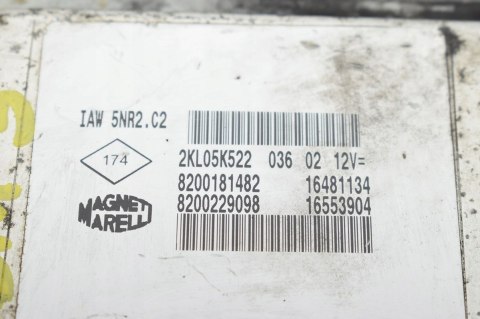 IAW 5NR2.C2
174
2KL05K522 036 02 12V=
8200181482 16481134
8200229098 16553904
MAGNETI
MARELLI